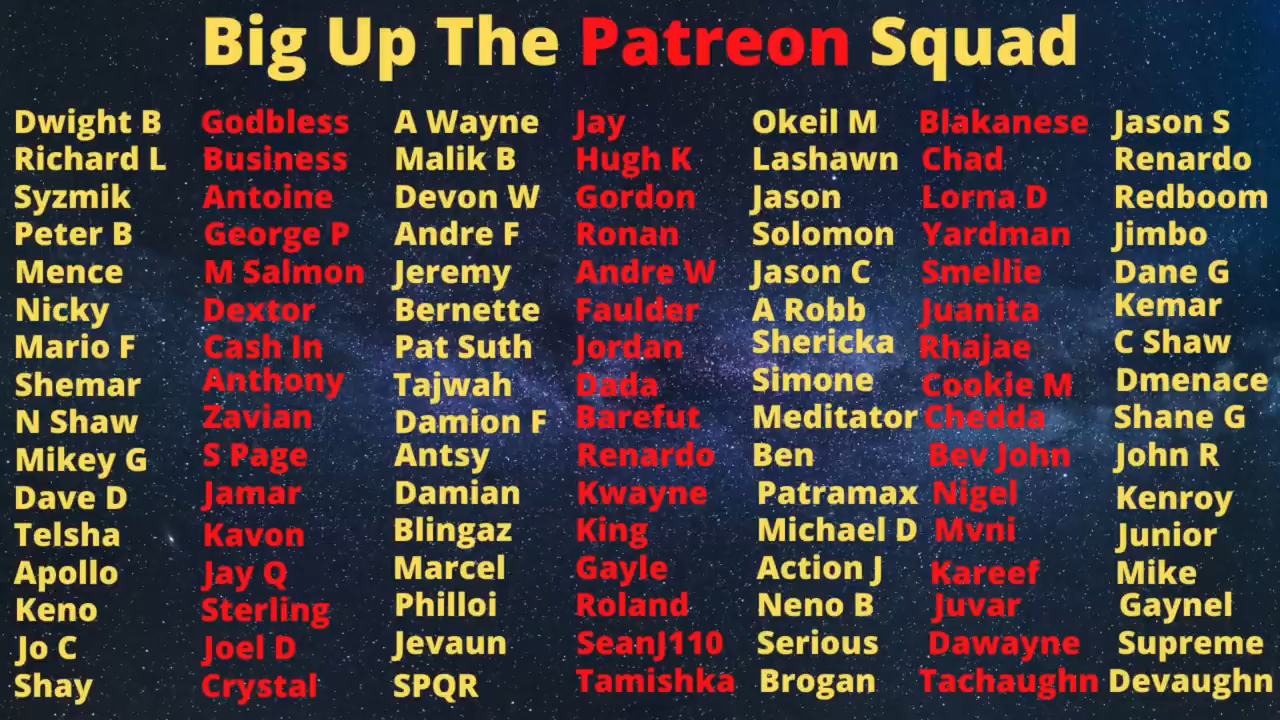 Big Up The Patreon Squad
Dwight B Godbless A Wayne Jay Okeil M Blakanese Jason S
Richard L Business Malik B Hugh K Lashawn Chad Renardo
Syzmik Antoine Devon W Gordon Jason Lorna D Redboom
Peter B George P Andre F Ronan Solomon Yardman Jimbo
Mence M Salmon Jeremy Andre W Jason C Smellie Dane G
Nicky Dextor Bernette Faulder A Robb Juanita Kemar
Mario F Cash In Pat Suth Jordan Shericka Rhajae C Shaw
Shemar Anthony Tajwah Dada Simone Cookie M Dmenace
N Shaw Zavian Damion F Barefut Meditator Chedda Shane G
Mikey G S Page Antsy Renardo Ben Bev John John R
Dave D Jamar Damian Kwayne Patramax Nigel Kenroy
Telsha Kavon Blingaz King Michael D Mvni Junior
Apollo Jay Q Marcel Gayle Action J Kareef Mike
Keno Sterling Philloi Roland Neno B Juvar Gaynel
Jo C Joel D Jevaun SeanJ110 Serious Dawayne Supreme
Shay Crystal SPQR Tamishka Brogan Tachaughn Devaughn